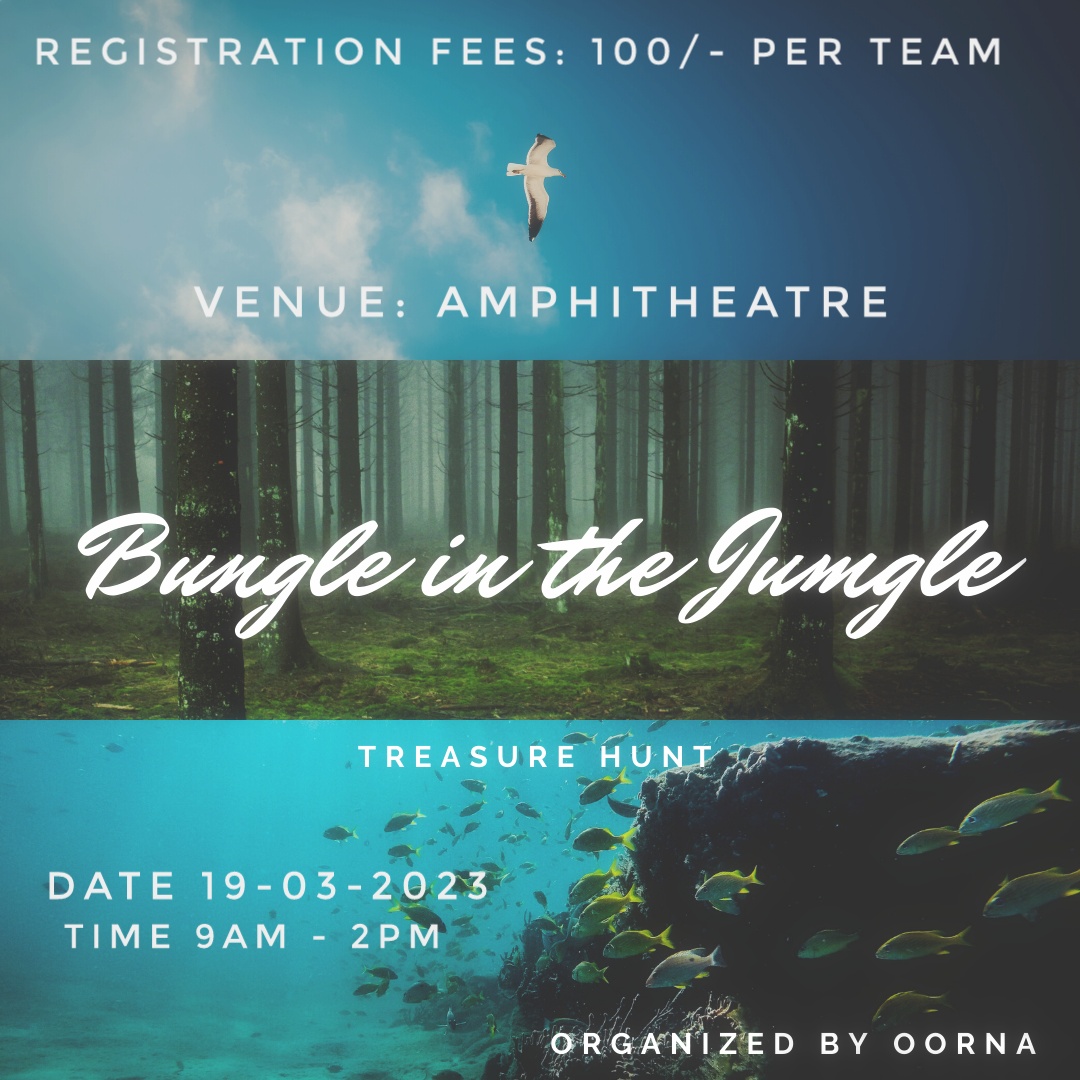 REGISTRATION FEES: 100/- PER TEAM
VENUE: AMPHITHEATRE
Bungle in the Jumgle
TREASURE HUNT
DATE 19-03-2023
TIME 9AM - 2PM
ORGANIZED BY OORNA